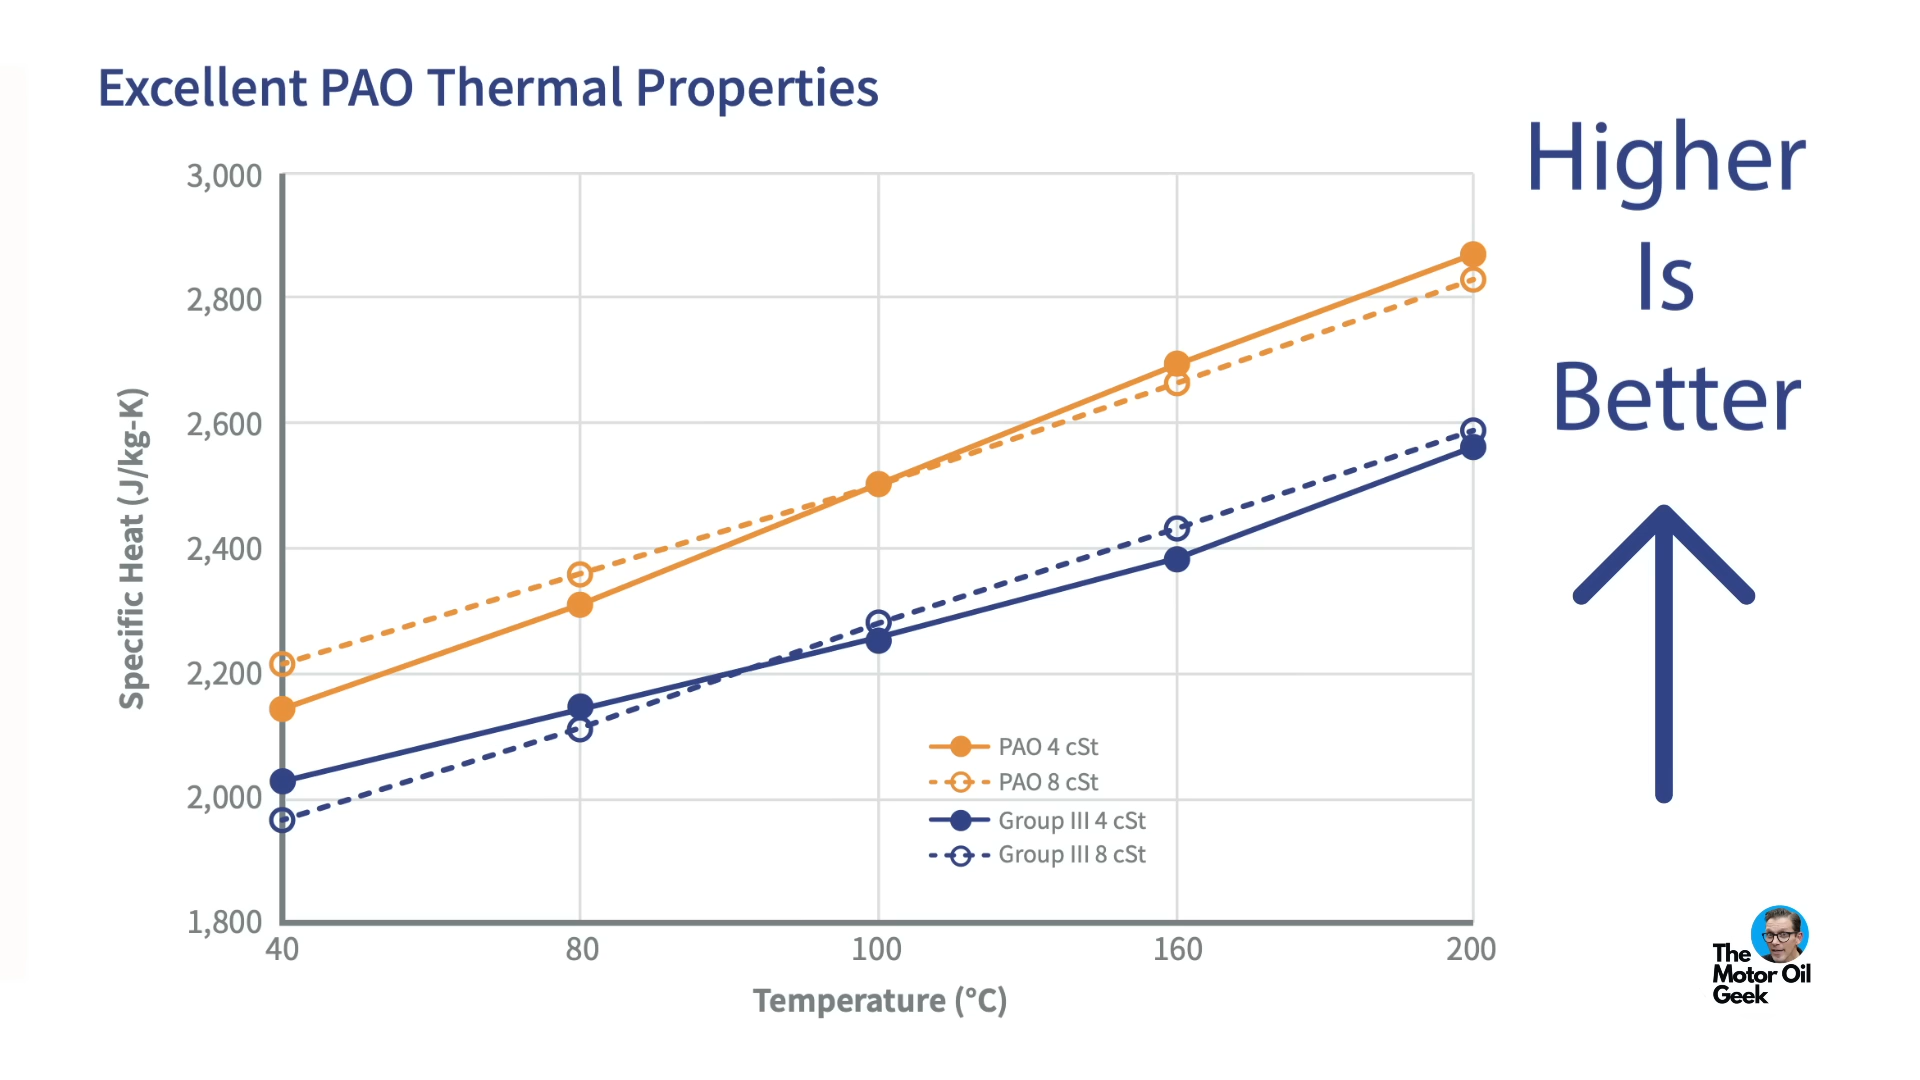 Excellent PAO Thermal Properties
Higher
Is
Better
3,000
2,800
2,600
2,400
2,200
2,000
1,800
Specific Heat (J/kg-K)
PAO 4 cSt
PAO 8 cSt
Group III 4 cSt
Group III 8 cSt
40 80 100 160 200
Temperature (°C)
The
Motor Oil
Geek